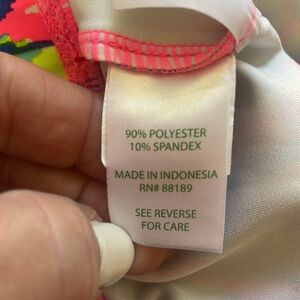 90% POLYESTER
10% SPANDEX
MADE IN INDONESIA
RN# 88189
SEE REVERSE
FOR CARE